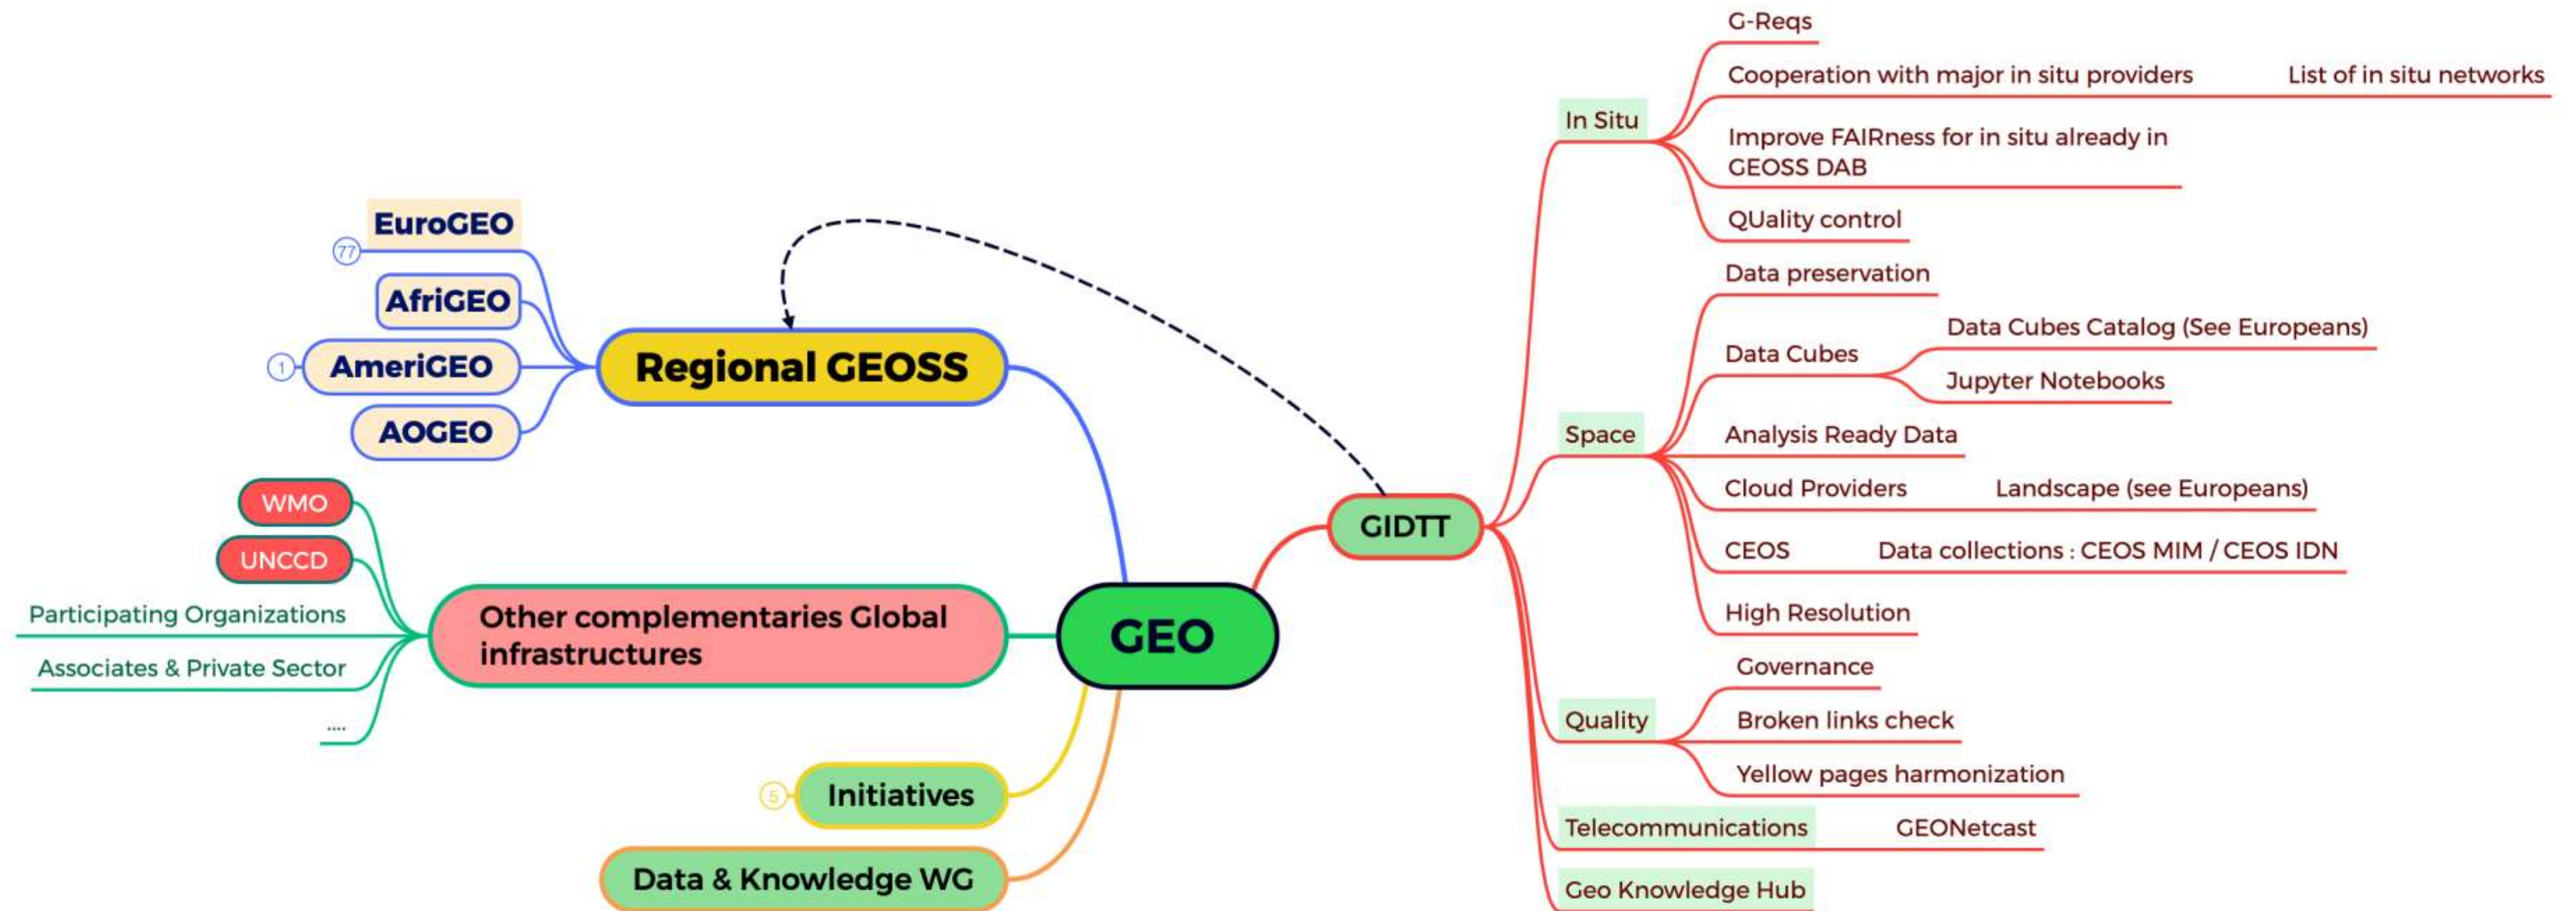 EuroGEO
77
AfriGEO
AmeriGEO
1
AOGEO
Regional GEOSS
WMO
UNCCD
Participating Organizations
Associates & Private Sector
....
Other complementaries Global
infrastructures
Initiatives
5
Data & Knowledge WG
GEO
GIDTT
In Situ
G-Reqs
Cooperation with major in situ providers
List of in situ networks
Improve FAIRness for in situ already in
GEOSS DAB
QUality control
Space
Data preservation
Data Cubes
Data Cubes Catalog (See Europeans)
Jupyter Notebooks
Analysis Ready Data
Cloud Providers
Landscape (see Europeans)
CEOS
Data collections : CEOS MIM / CEOS IDN
High Resolution
Quality
Governance
Broken links check
Yellow pages harmonization
Telecommunications
GEONetcast
Geo Knowledge Hub